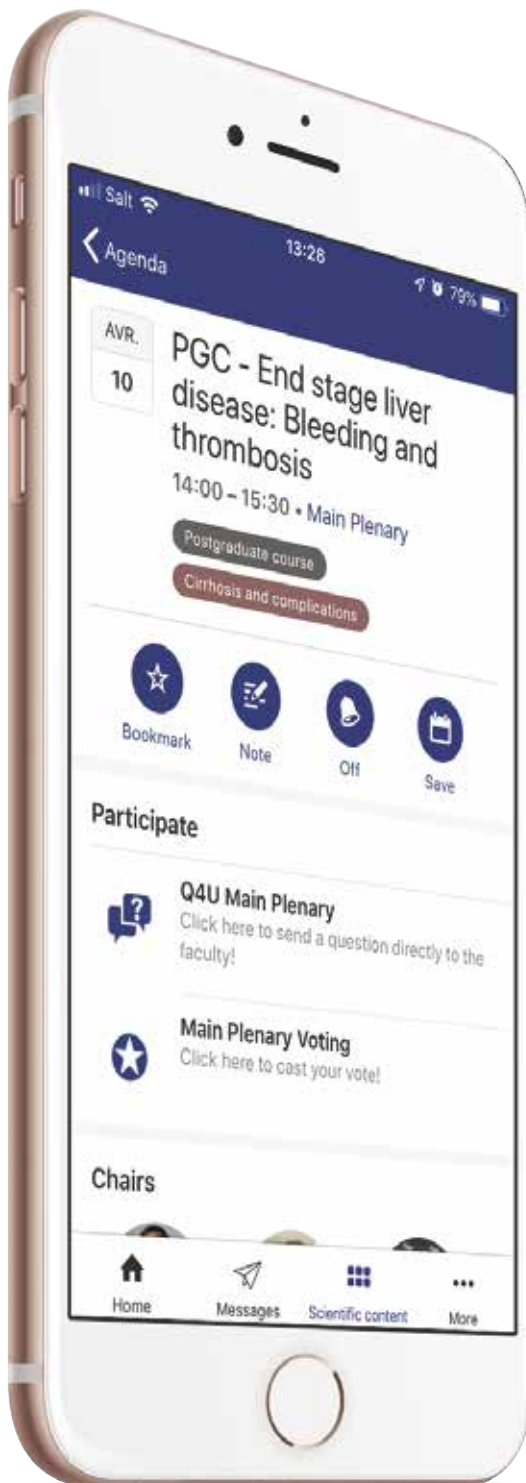 Salt
13:26
79%
Agenda
AVR.
10
PGC - End stage liver
disease: Bleeding and
thrombosis
14:00 – 15:30 • Main Plenary
Postgraduate course
Cirrhosis and complications
Bookmark
Note
Off
Save
Participate
Q4U Main Plenary
Click here to send a question directly to the
faculty!
Main Plenary Voting
Click here to cast your vote!
Chairs
Home
Messages
Scientific content
More